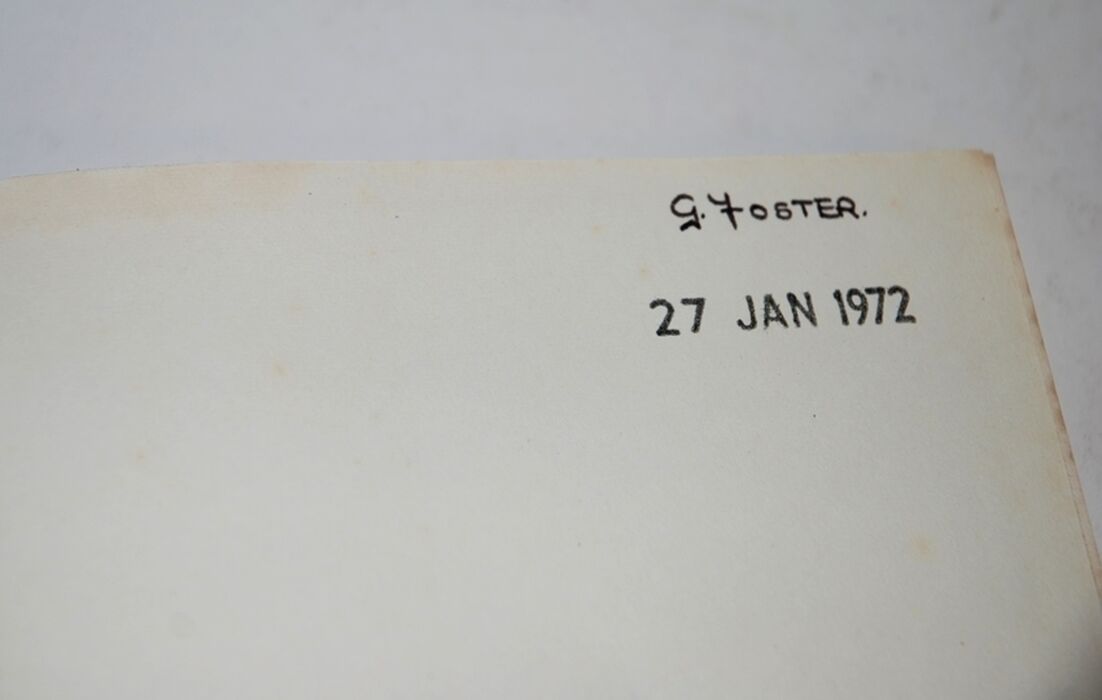 G. FOSTER.
27 JAN 1972